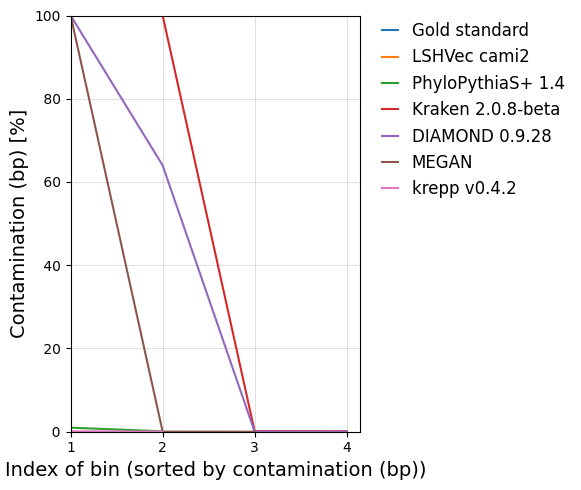 100
80
60
40
20
0
Contamination (bp) [%]
1 2 3 4
Index of bin (sorted by contamination (bp))
Gold standard
LSHVec cami2
PhyloPythiaS+ 1.4
Kraken 2.0.8-beta
DIAMOND 0.9.28
MEGAN
krepp v0.4.2